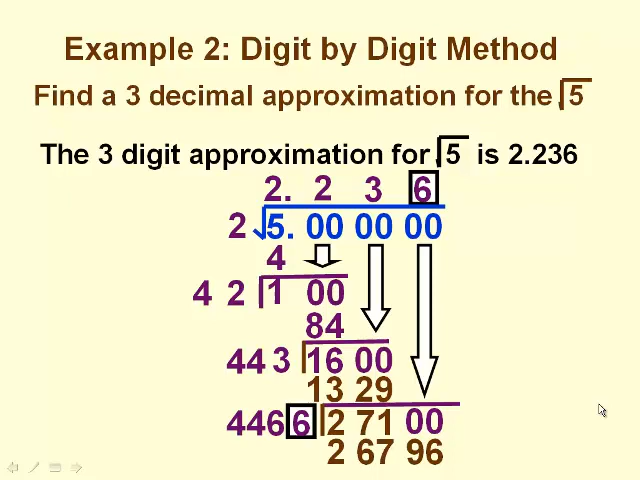 Example 2: Digit by Digit Method
Find a 3 decimal approximation for the √5
The 3 digit approximation for √5 is 2.236
2. 2 3 6
2 √5. 00 00 00
4
4 2 1 00
84
44 3 16 00
13 29
446 6 2 71 00
2 67 96